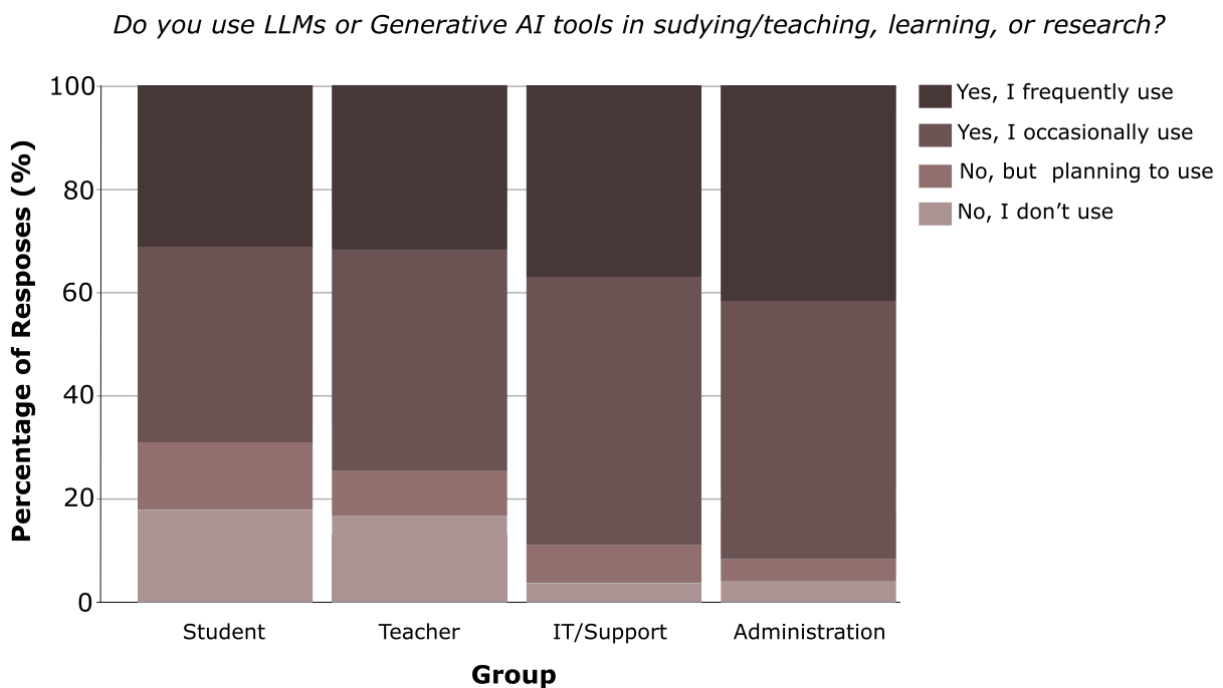 Do you use LLMs or Generative AI tools in sudying/teaching, learning, or research?
Percentage of Resposes (%)
100
80
60
40
20
0
Student
Teacher
IT/Support
Administration
Group
Yes, I frequently use
Yes, I occasionally use
No, but planning to use
No, I don’t use